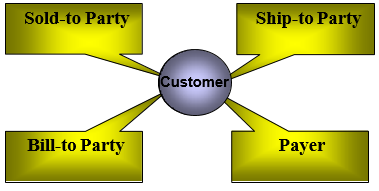 Sold-to Party
Ship-to Party
Customer
Bill-to Party
Payer